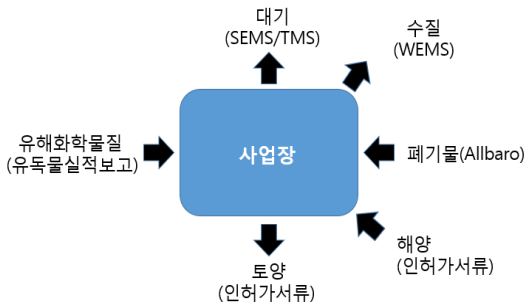 대기
(SEMS/TMS)
수질
(WEMS)
유해화학물질
(유독물실적보고)
사업장
폐기물(Allbaro)
해양
(인허가서류)
토양
(인허가서류)